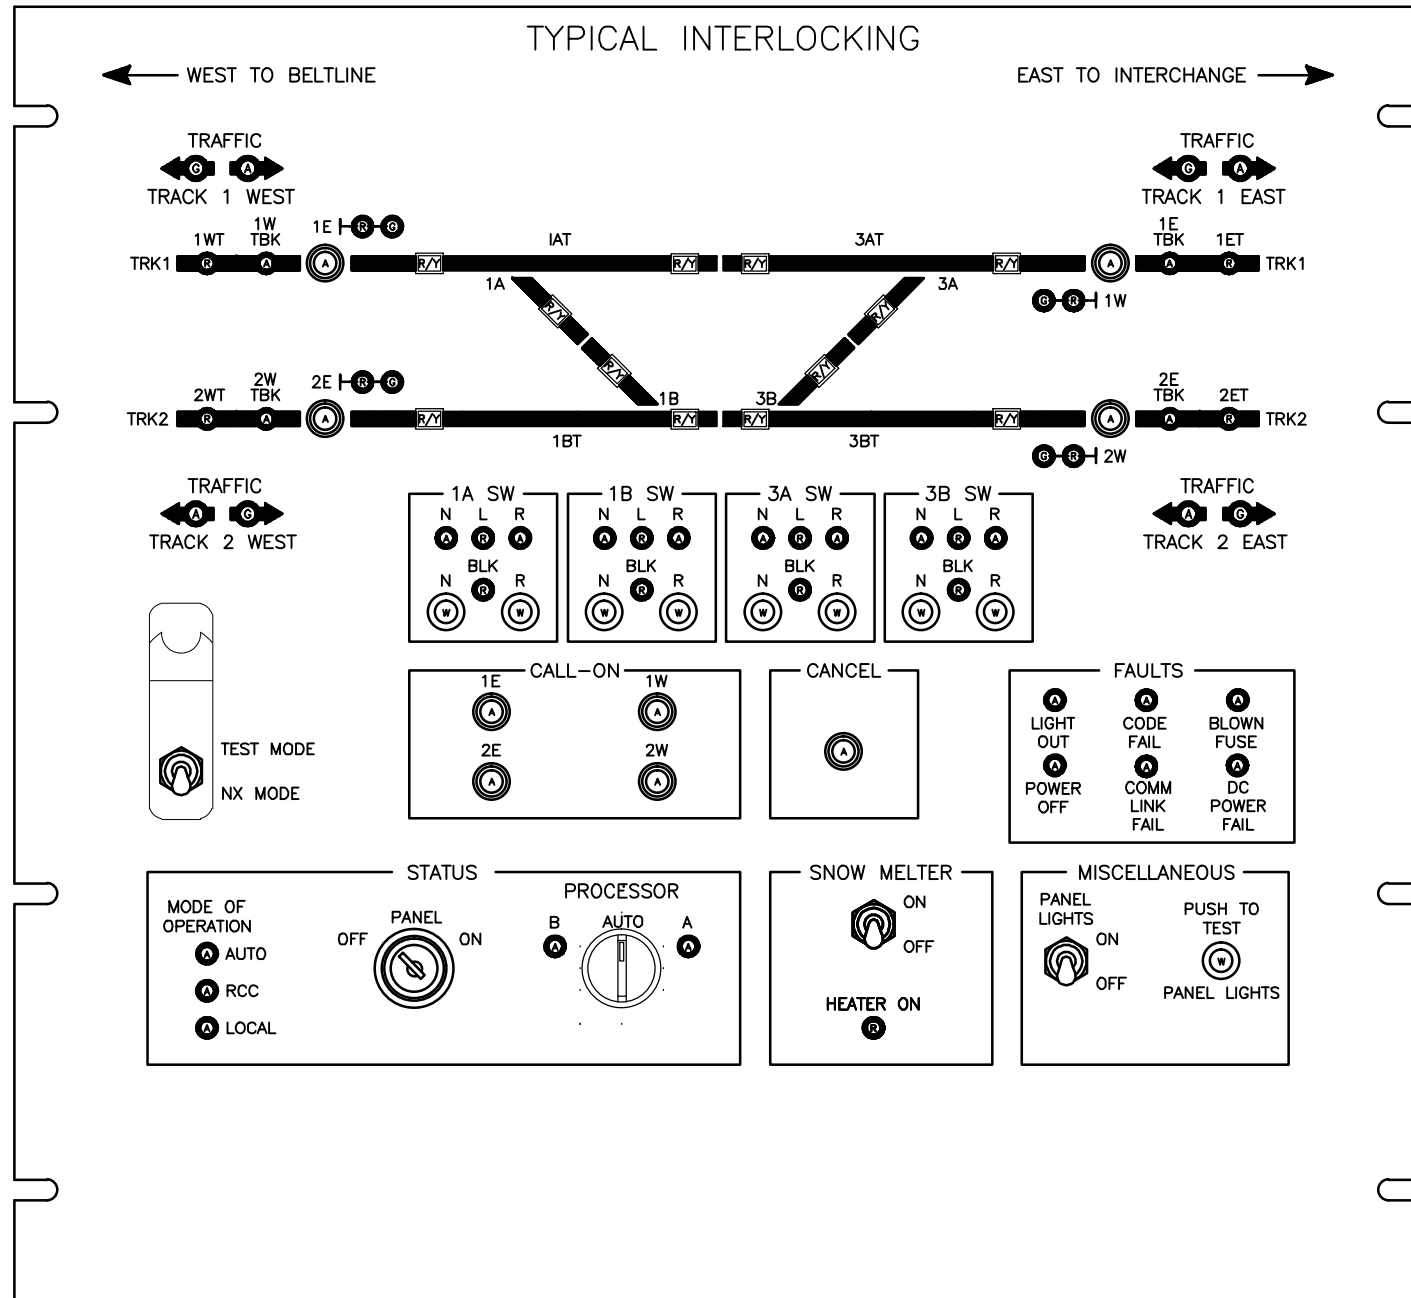 TYPICAL INTERLOCKING
WEST TO BELTLINE
EAST TO INTERCHANGE
TRAFFIC
G A
TRACK 1 WEST
TRAFFIC
G A
TRACK 1 EAST
1WT
1W
TBK
1E
R G
IAT
3AT
1E
TBK
1ET
TRK1
R A A R/Y R/Y R/Y R/Y A A R
TRK1
1A
3A
G R 1W
R/Y
R/Y
R/Y
R/Y
2WT
2W
TBK
2E
R G
1B
3B
2E
TBK
2ET
TRK2
R A A R/Y R/Y R/Y R/Y A A R
TRK2
1BT
3BT
G R 2W
TRAFFIC
A G
TRACK 2 WEST
TRAFFIC
A G
TRACK 2 EAST
1A SW
N L R
A R A
BLK
N R R
W W
1B SW
N L R
A R A
BLK
N R R
W W
3A SW
N L R
A R A
BLK
N R R
W W
3B SW
N L R
A R A
BLK
N R R
W W
TEST MODE
NX MODE
CALL-ON
1E 1W
A A
2E 2W
A A
CANCEL
A
FAULTS
A A A
LIGHT
OUT
CODE
FAIL
BLOWN
FUSE
A A A
POWER
OFF
COMM
LINK
FAIL
DC
POWER
FAIL
STATUS
MODE OF
OPERATION
A AUTO
A RCC
A LOCAL
PANEL
OFF ON
PROCESSOR
B AUTO A
A A
SNOW MELTER
ON
OFF
HEATER ON
R
MISCELLANEOUS
PANEL
LIGHTS
ON
OFF
PUSH TO
TEST
W
PANEL LIGHTS